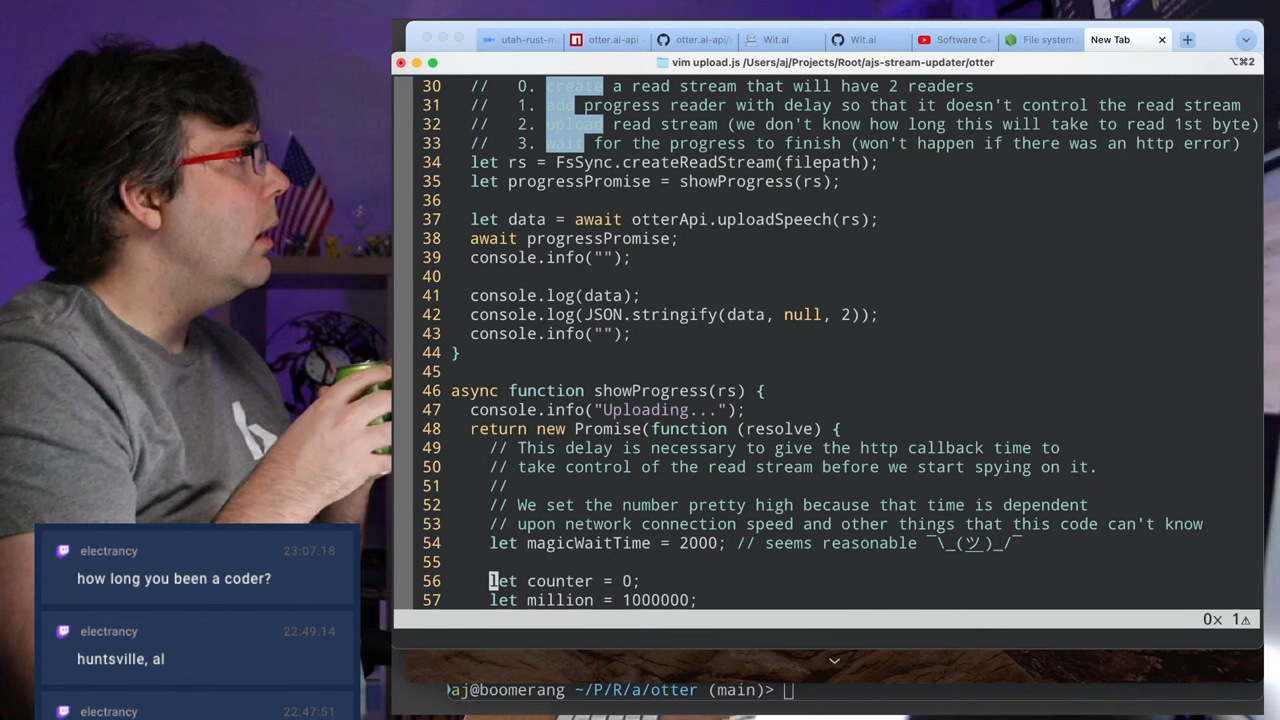 utah-rust-m
otter.ai-api
otter.ai-api/
Wit.ai
Wit.ai
Software Ca
File system
New Tab
vim upload.js /Users/aj/Projects/Root/ajs-stream-updater/otter
⌥⌘2
30 // 0. create a read stream that will have 2 readers
31 // 1. add progress reader with delay so that it doesn't control the read stream
32 // 2. upload read stream (we don't know how long this will take to read 1st byte)
33 // 3. wait for the progress to finish (won't happen if there was an http error)
34 let rs = FsSync.createReadStream(filepath);
35 let progressPromise = showProgress(rs);
36
37 let data = await otterApi.uploadSpeech(rs);
38 await progressPromise;
39 console.info("");
40
41 console.log(data);
42 console.log(JSON.stringify(data, null, 2));
43 console.info("");
44 }
45
46 async function showProgress(rs) {
47 console.info("Uploading...");
48 return new Promise(function (resolve) {
49 // This delay is necessary to give the http callback time to
50 // take control of the read stream before we start spying on it.
51 //
52 // We set the number pretty high because that time is dependent
53 // upon network connection speed and other things that this code can't know
54 let magicWaitTime = 2000; // seems reasonable ¯\_(ツ)_/¯
55
56 let counter = 0;
57 let million = 1000000;
0× 1⚠
aj@boomerang ~/P/R/a/otter (main)>
electrancy 23:07:18
how long you been a coder?
electrancy 22:49:14
huntsville, al
electrancy 22:47:51